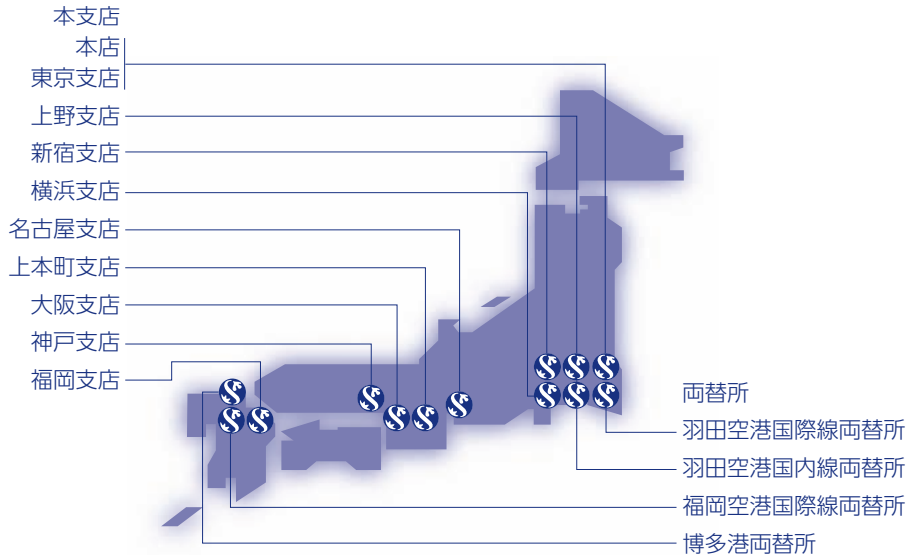 本支店
本店
東京支店
上野支店
新宿支店
横浜支店
名古屋支店
上本町支店
大阪支店
神戸支店
福岡支店
両替所
羽田空港国際線両替所
羽田空港国内線両替所
福岡空港国際線両替所
博多港両替所